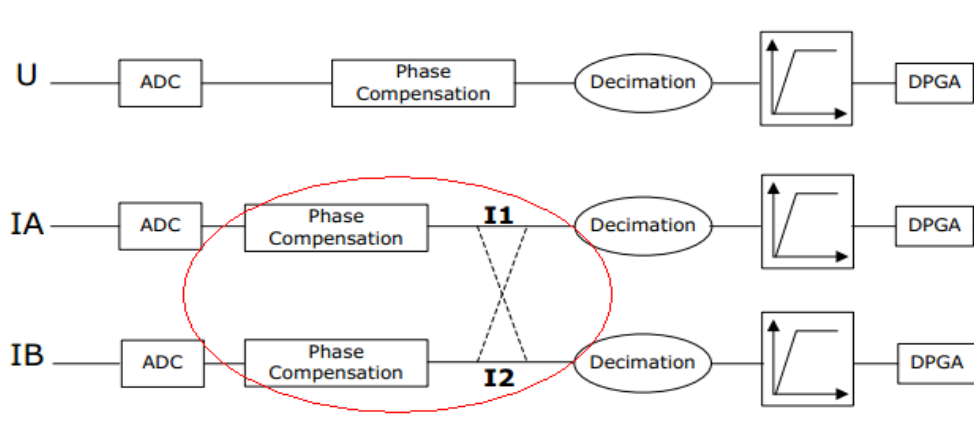 U
ADC
Phase
Compensation
Decimation
DPGA
IA
ADC
Phase
Compensation
I1
Decimation
DPGA
IB
ADC
Phase
Compensation
I2
Decimation
DPGA